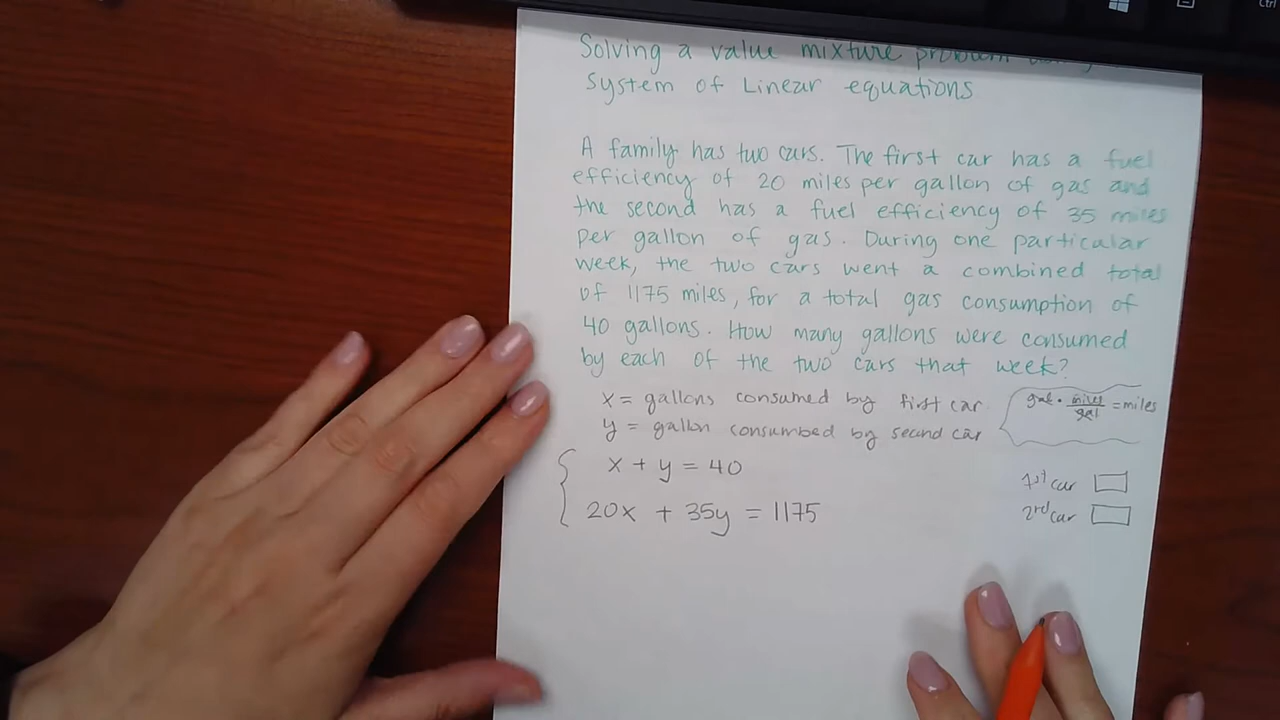 Ctrl
Solving a value mixture problem
system of Linear equations
A family has two cars. The first car has a fuel
efficiency of 20 miles per gallon of gas and
the second has a fuel efficiency of 35 miles
per gallon of gas. During one particular
week, the two cars went a combined total
of 1175 miles, for a total gas consumption of
40 gallons. How many gallons were consumed
by each of the two cars that week?
x = gallons consumed by first car.
y = gallon consumbed by second car
gal · miles/gal = miles
x + y = 40
20x + 35y = 1175
1st car
2nd car